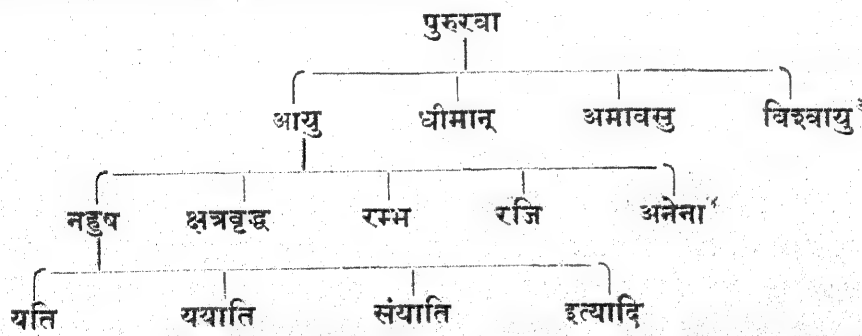 पुरुरवा
आयु धीमान् अमावसु विश्वायु
नहुष क्षत्रवृद्ध रम्भ रजि अनेना
यति ययाति संयाति इत्यादि